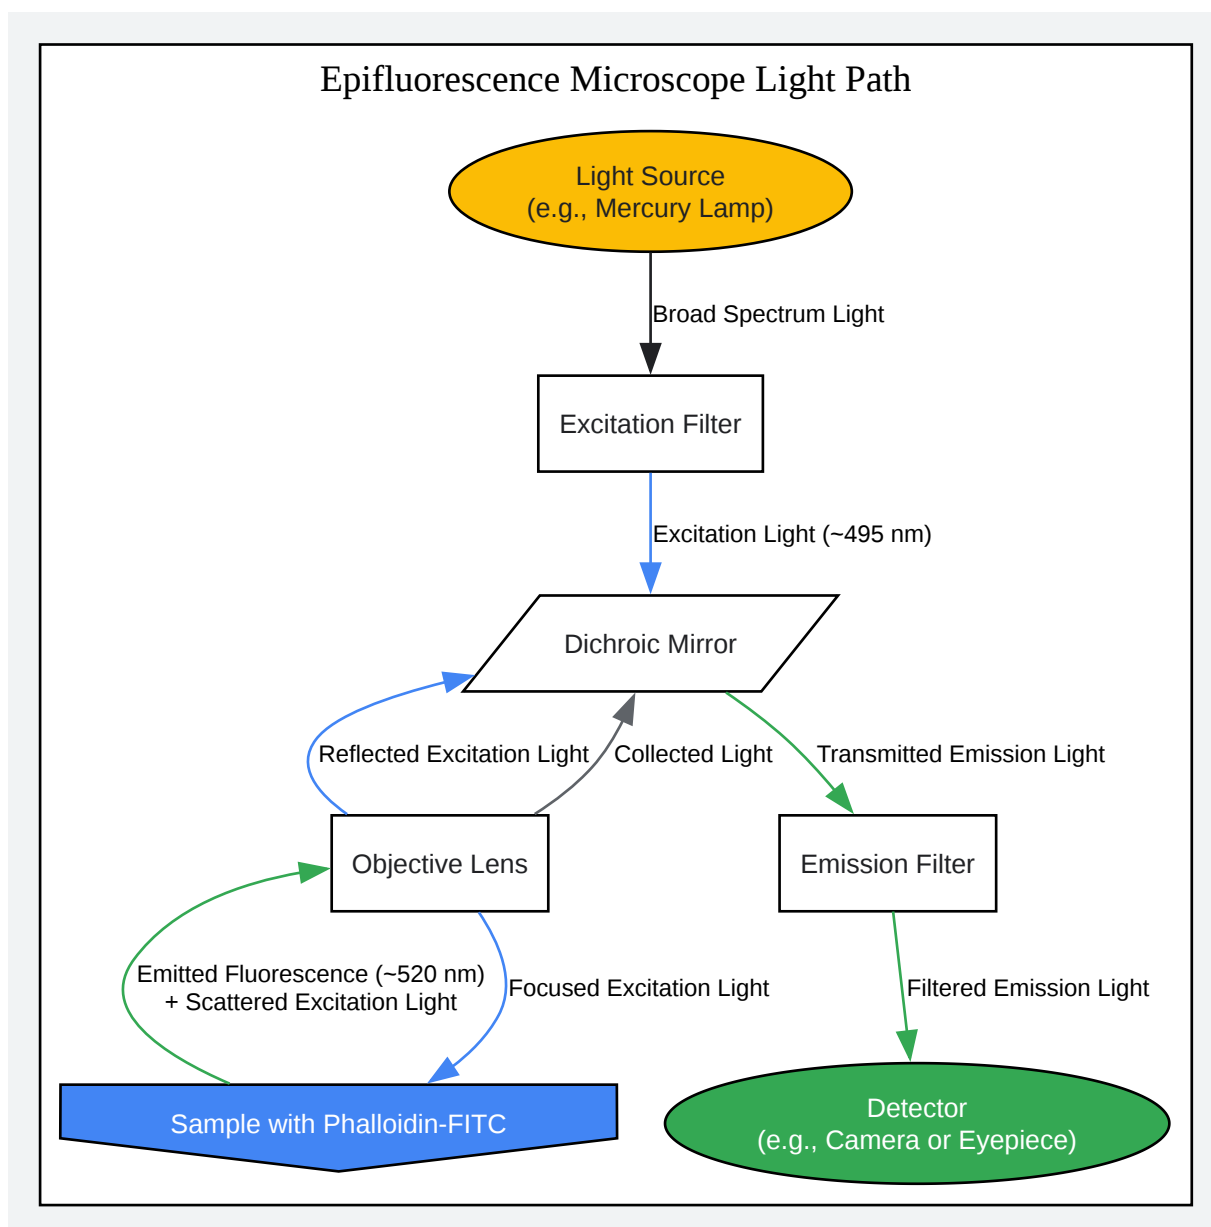 Epifluorescence Microscope Light Path
Light Source
(e.g., Mercury Lamp)
Broad Spectrum Light
Excitation Filter
Excitation Light (~495 nm)
Dichroic Mirror
Reflected Excitation Light
Collected Light
Transmitted Emission Light
Objective Lens
Emission Filter
Emitted Fluorescence (~520 nm)
+ Scattered Excitation Light
Focused Excitation Light
Filtered Emission Light
Sample with Phalloidin-FITC
Detector
(e.g., Camera or Eyepiece)